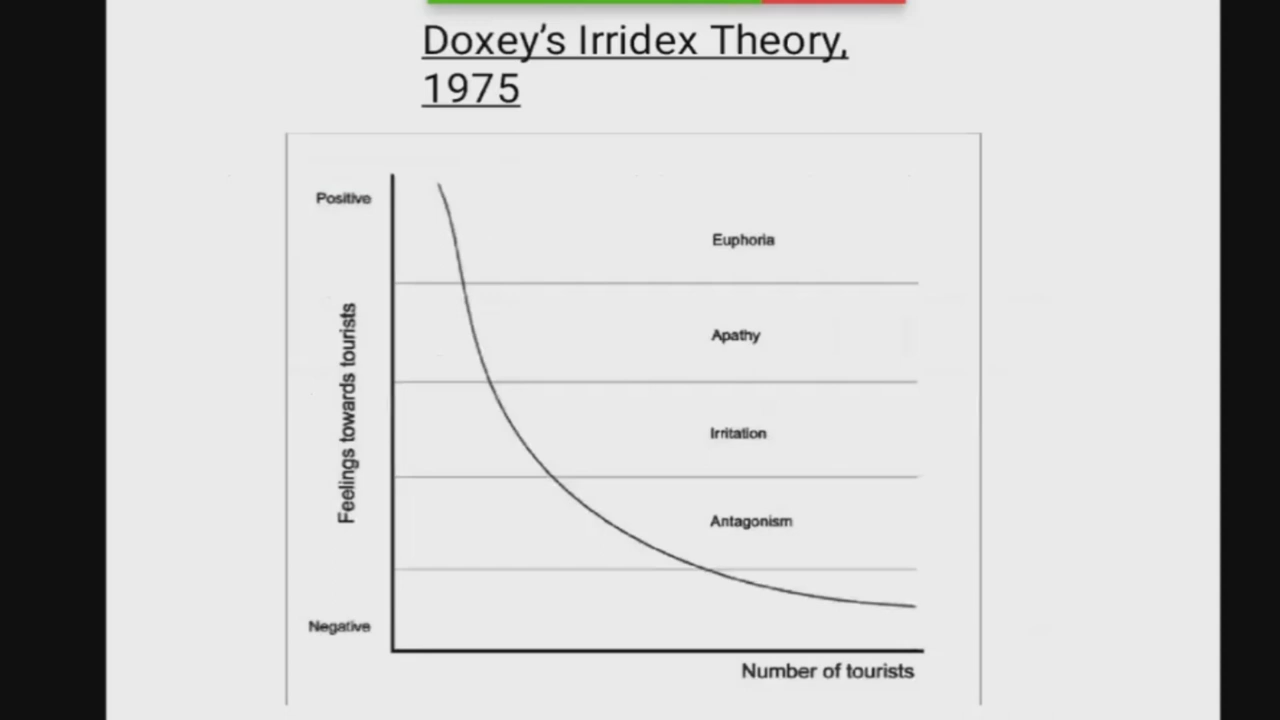 Doxey's Irridex Theory,
1975
Positive
Euphoria
Apathy
Feelings towards tourists
Irritation
Antagonism
Negative
Number of tourists